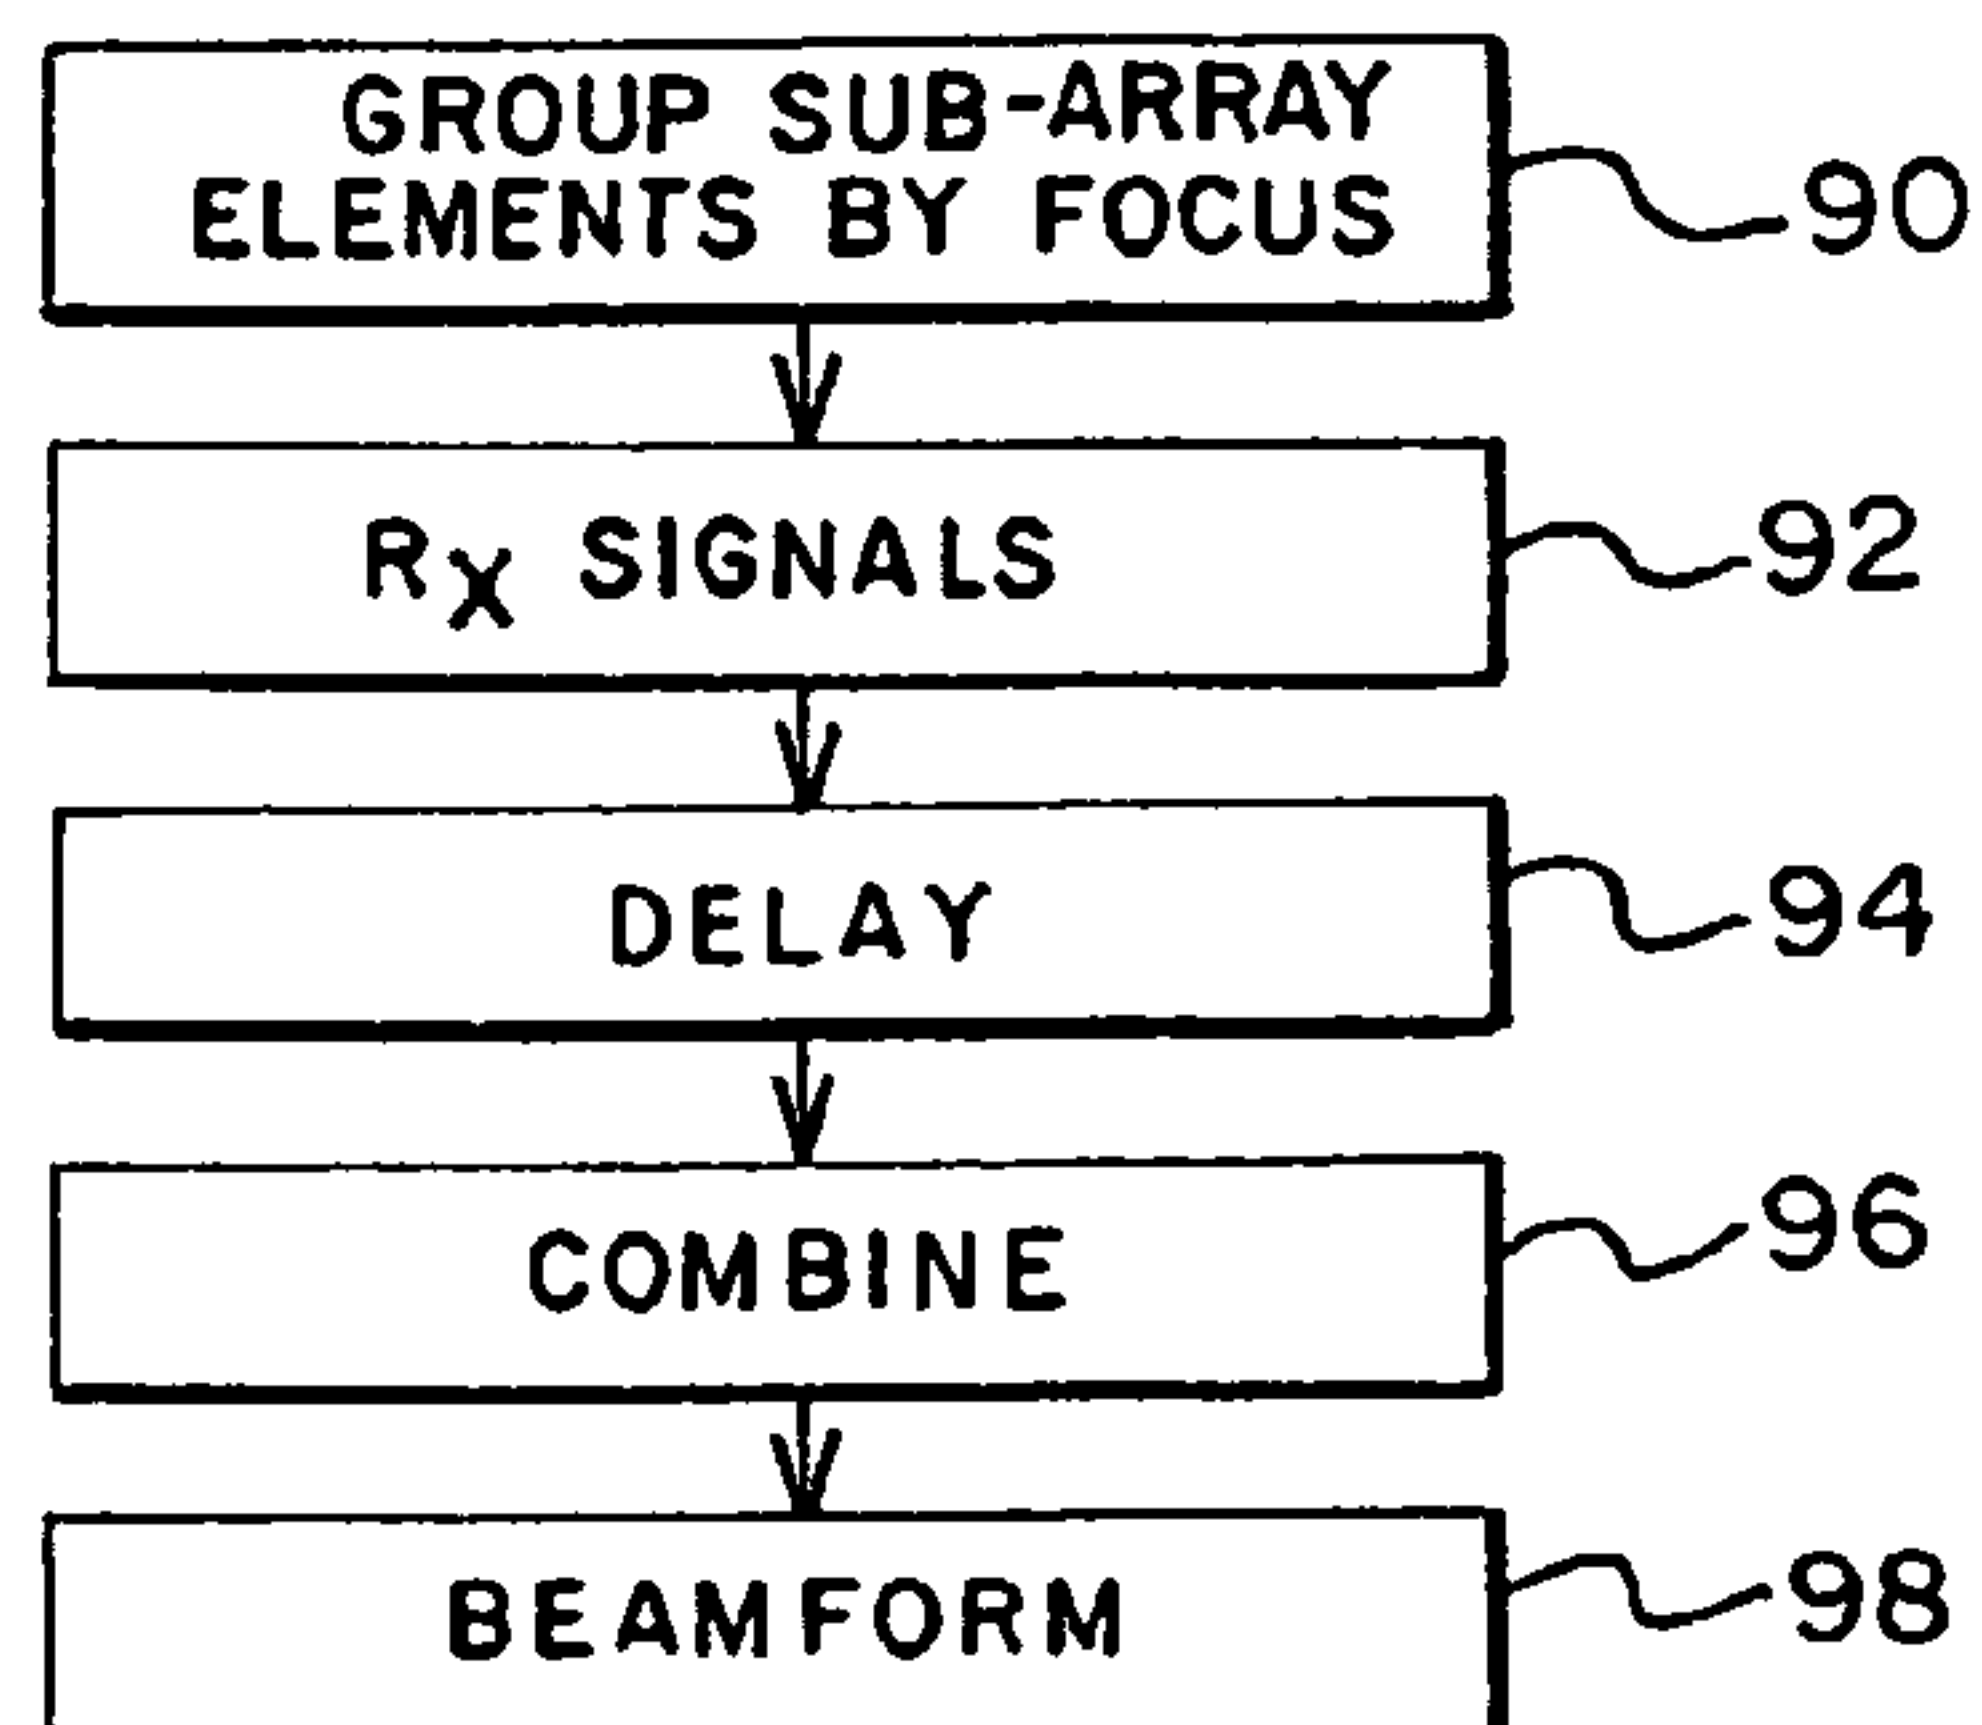 GROUP SUB-ARRAY
ELEMENTS BY FOCUS
90
RX SIGNALS
92
DELAY
94
COMBINE
96
BEAMFORM
98